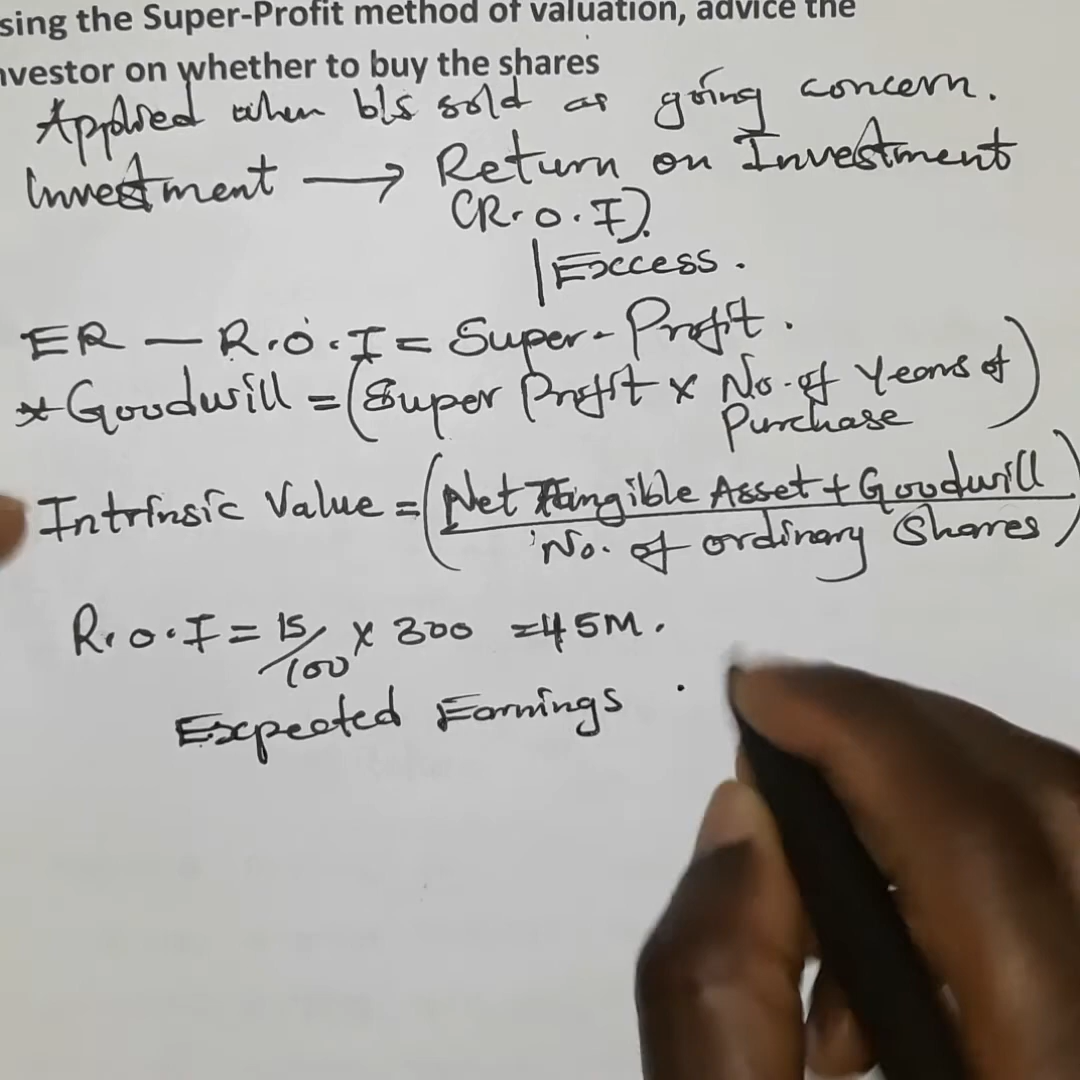 sing the Super-Profit method of valuation, advice the
nvestor on whether to buy the shares
Applied when b/s sold as going concern.
Investment → Return on Investment
(R.O.I).
| Excess.
ER — R.O.I = Super-Profit.
* Goodwill = (Super Profit x No. of Years of
Purchase)
Intrinsic Value = (Net Tangible Asset + Goodwill
No. of ordinary Shares)
R.O.I = 15/100 x 300 = 45M.
Expected Earnings